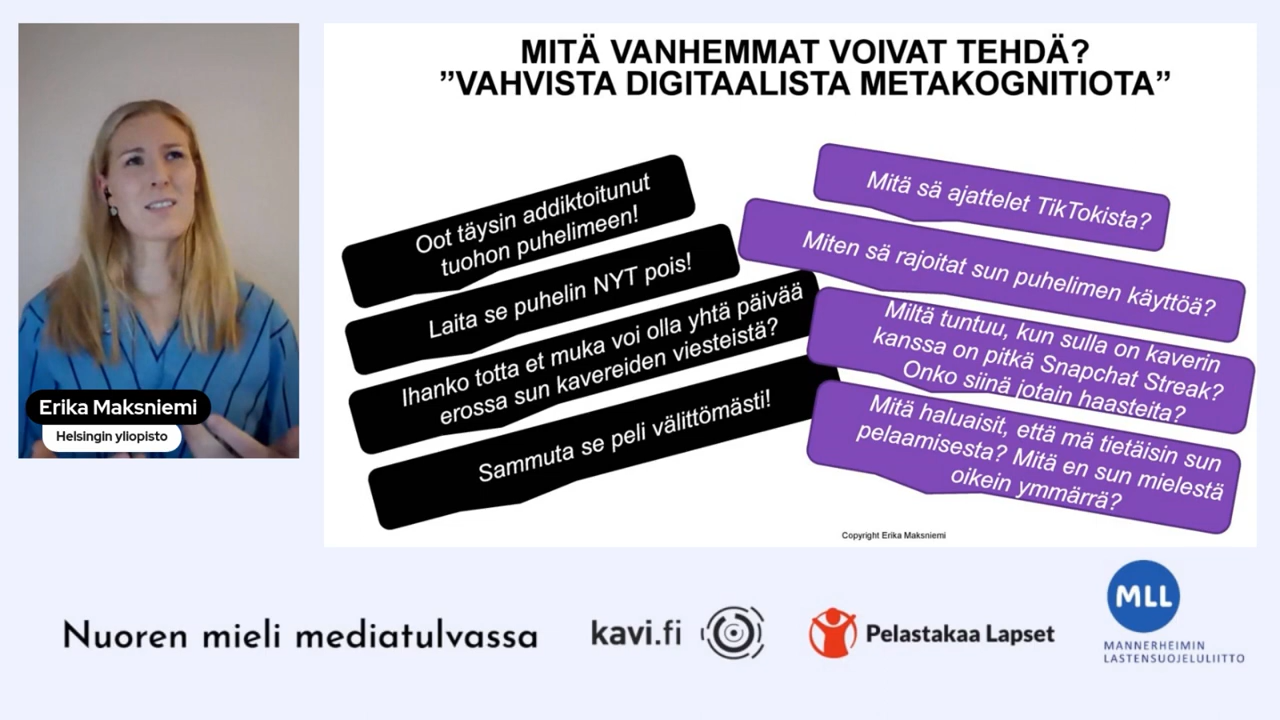 MITÄ VANHEMMAT VOIVAT TEHDÄ?
”VAHVISTA DIGITAALISTA METAKOGNITIOTA”
Oot täysin addiktoitunut
tuohon puhelimeen!
Laita se puhelin NYT pois!
Ihanko totta et muka voi olla yhtä päivää
erossa sun kavereiden viesteistä?
Sammuta se peli välittömästi!
Mitä sä ajattelet TikTokista?
Miten sä rajoitat sun puhelimen käyttöä?
Miltä tuntuu, kun sulla on kaverin
kanssa on pitkä Snapchat Streak?
Onko siinä jotain haasteita?
Mitä haluaisit, että mä tietäisin sun
pelaamisesta? Mitä en sun mielestä
oikein ymmärrä?
Copyright Erika Maksniemi
Erika Maksniemi
Helsingin yliopisto
Nuoren mieli mediatulvassa
kavi.fi
Pelastakaa Lapset
MLL
MANNERHEIMIN
LASTENSUOJELULIITTO